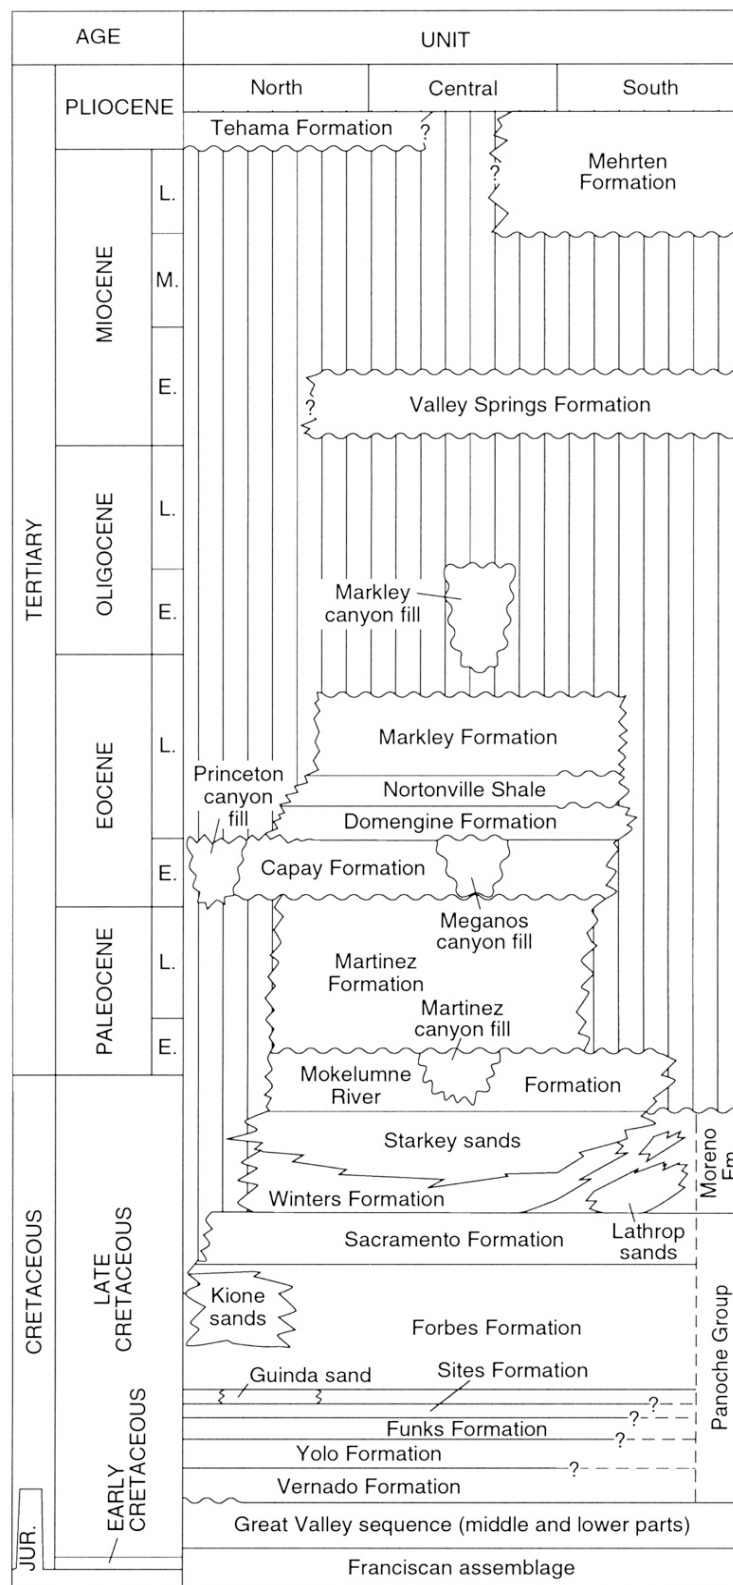 AGE
UNIT
North
Central
South
TERTIARY
PLIOCENE
Tehama Formation
?
?
Mehrten
Formation
MIOCENE
L.
M.
E.
?
Valley Springs Formation
OLIGOCENE
L.
E.
Markley
canyon fill
EOCENE
L.
Markley Formation
Princeton
canyon
fill
Nortonville Shale
Domengine Formation
E.
Capay Formation
Meganos
canyon fill
PALEOCENE
L.
Martinez
Formation
Martinez
canyon fill
E.
Mokelumne
River
Formation
CRETACEOUS
LATE
CRETACEOUS
Starkey sands
Moreno
Fm
Winters Formation
Lathrop
sands
Sacramento Formation
Kione
sands
Forbes Formation
Panoche Group
Guinda sand
Sites Formation
?
Funks Formation
?
Yolo Formation
?
Vernado Formation
?
EARLY
CRETACEOUS
JUR.
Great Valley sequence (middle and lower parts)
Franciscan assemblage